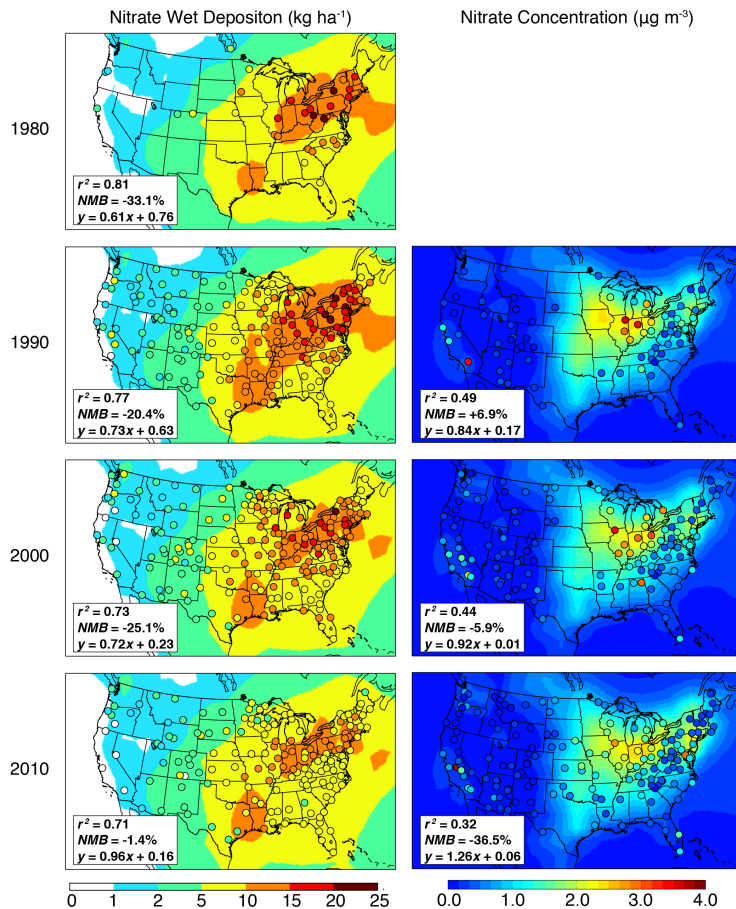 Nitrate Wet Depositon (kg ha⁻¹)
Nitrate Concentration (µg m⁻³)
1980
r² = 0.81
NMB = -33.1%
y = 0.61x + 0.76
1990
r² = 0.77
NMB = -20.4%
y = 0.73x + 0.63
r² = 0.49
NMB = +6.9%
y = 0.84x + 0.17
2000
r² = 0.73
NMB = -25.1%
y = 0.72x + 0.23
r² = 0.44
NMB = -5.9%
y = 0.92x + 0.01
2010
r² = 0.71
NMB = -1.4%
y = 0.96x + 0.16
r² = 0.32
NMB = -36.5%
y = 1.26x + 0.06
0 1 2 5 10 15 20 25
0.0 1.0 2.0 3.0 4.0